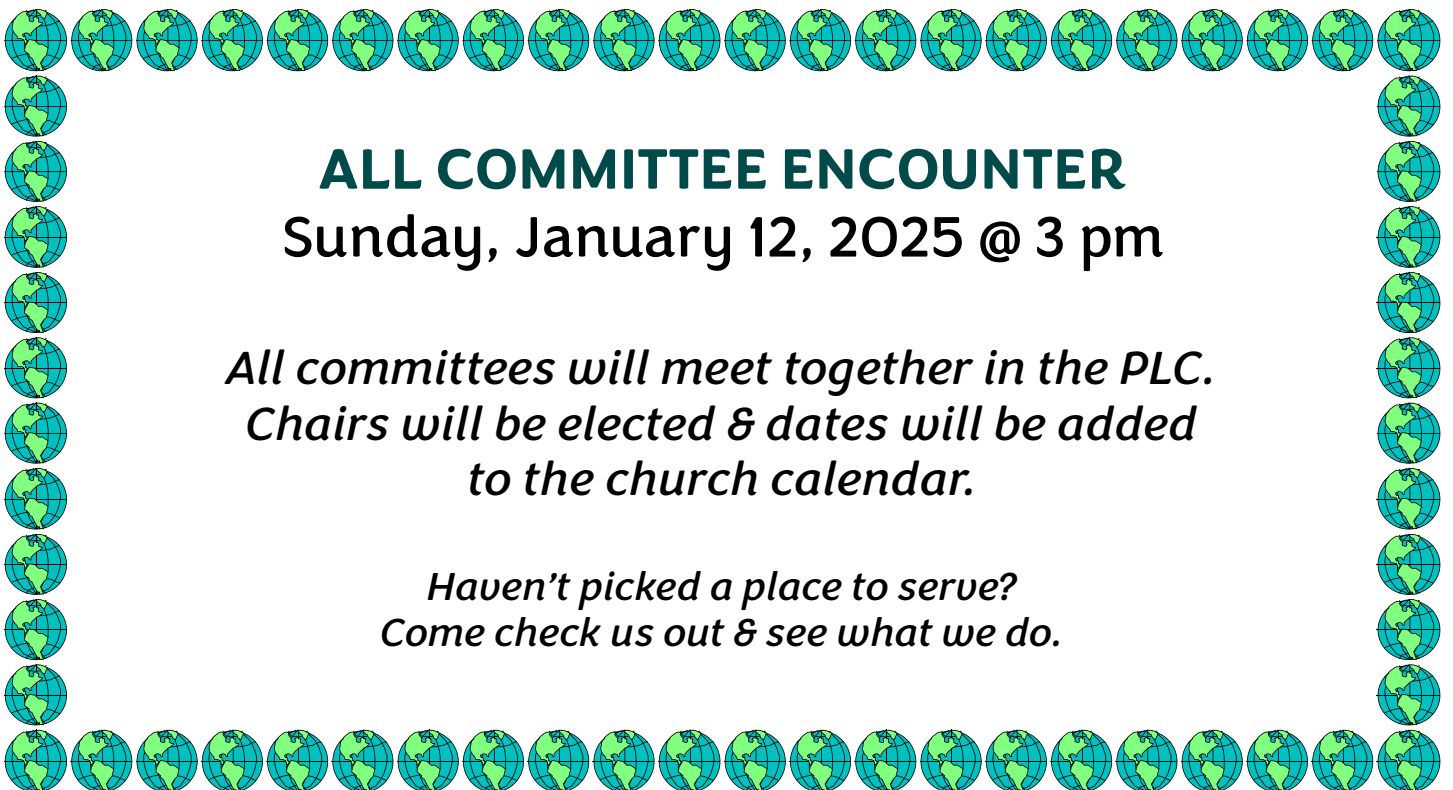 ALL COMMITTEE ENCOUNTER
Sunday, January 12, 2025 @ 3 pm
All committees will meet together in the PLC.
Chairs will be elected & dates will be added
to the church calendar.
Haven’t picked a place to serve?
Come check us out & see what we do.